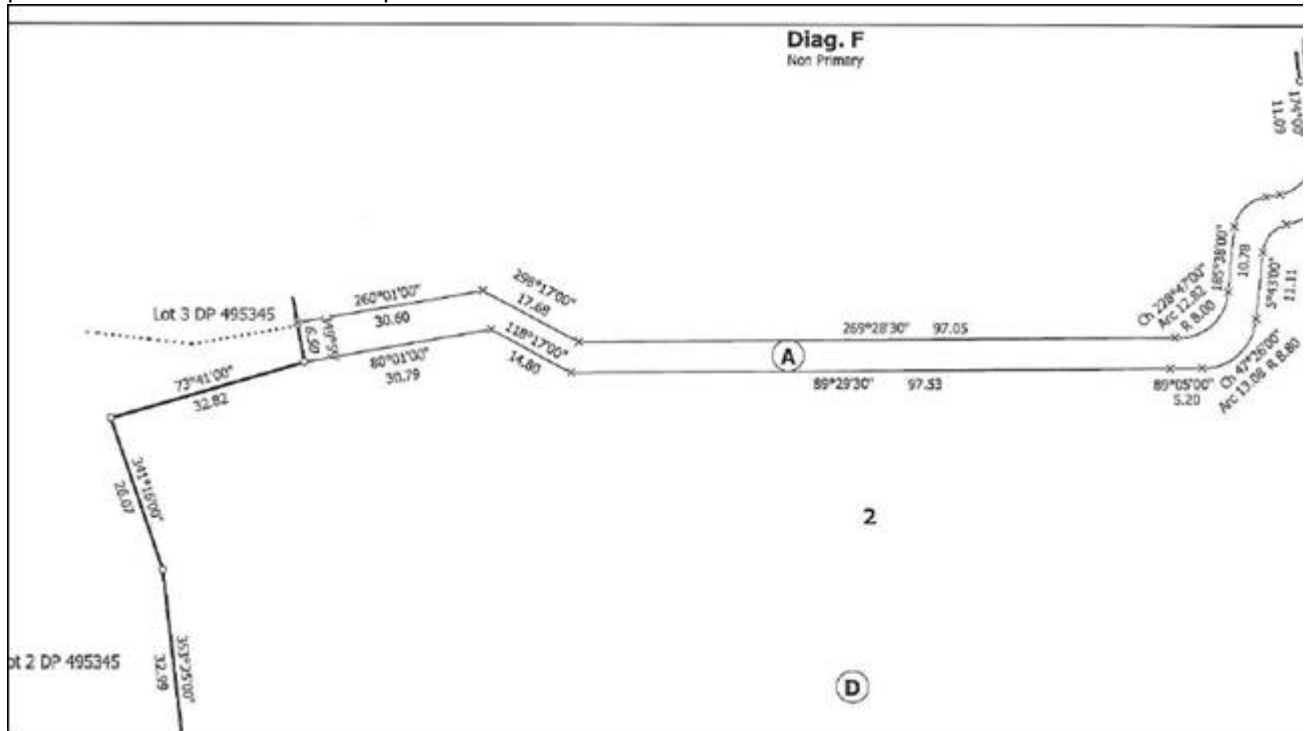 Diag. F
Non Primary
174°00'
11.09
298°17'00"
17.68
260°01'00"
30.60
Lot 3 DP 495345
6.60
118°17'00"
14.80
80°01'00"
30.79
269°28'30" 97.05
A
89°29'30" 97.53
Ch 228°47'00"
Arc 12.82
R 8.00
185°38'00"
10.78
5°43'00"
11.11
Ch 47°26'00"
Arc 13.08 R 8.80
89°05'00"
5.20
73°41'00"
32.82
341°16'00"
26.07
2
ot 2 DP 495345
353°25'00"
32.99
D